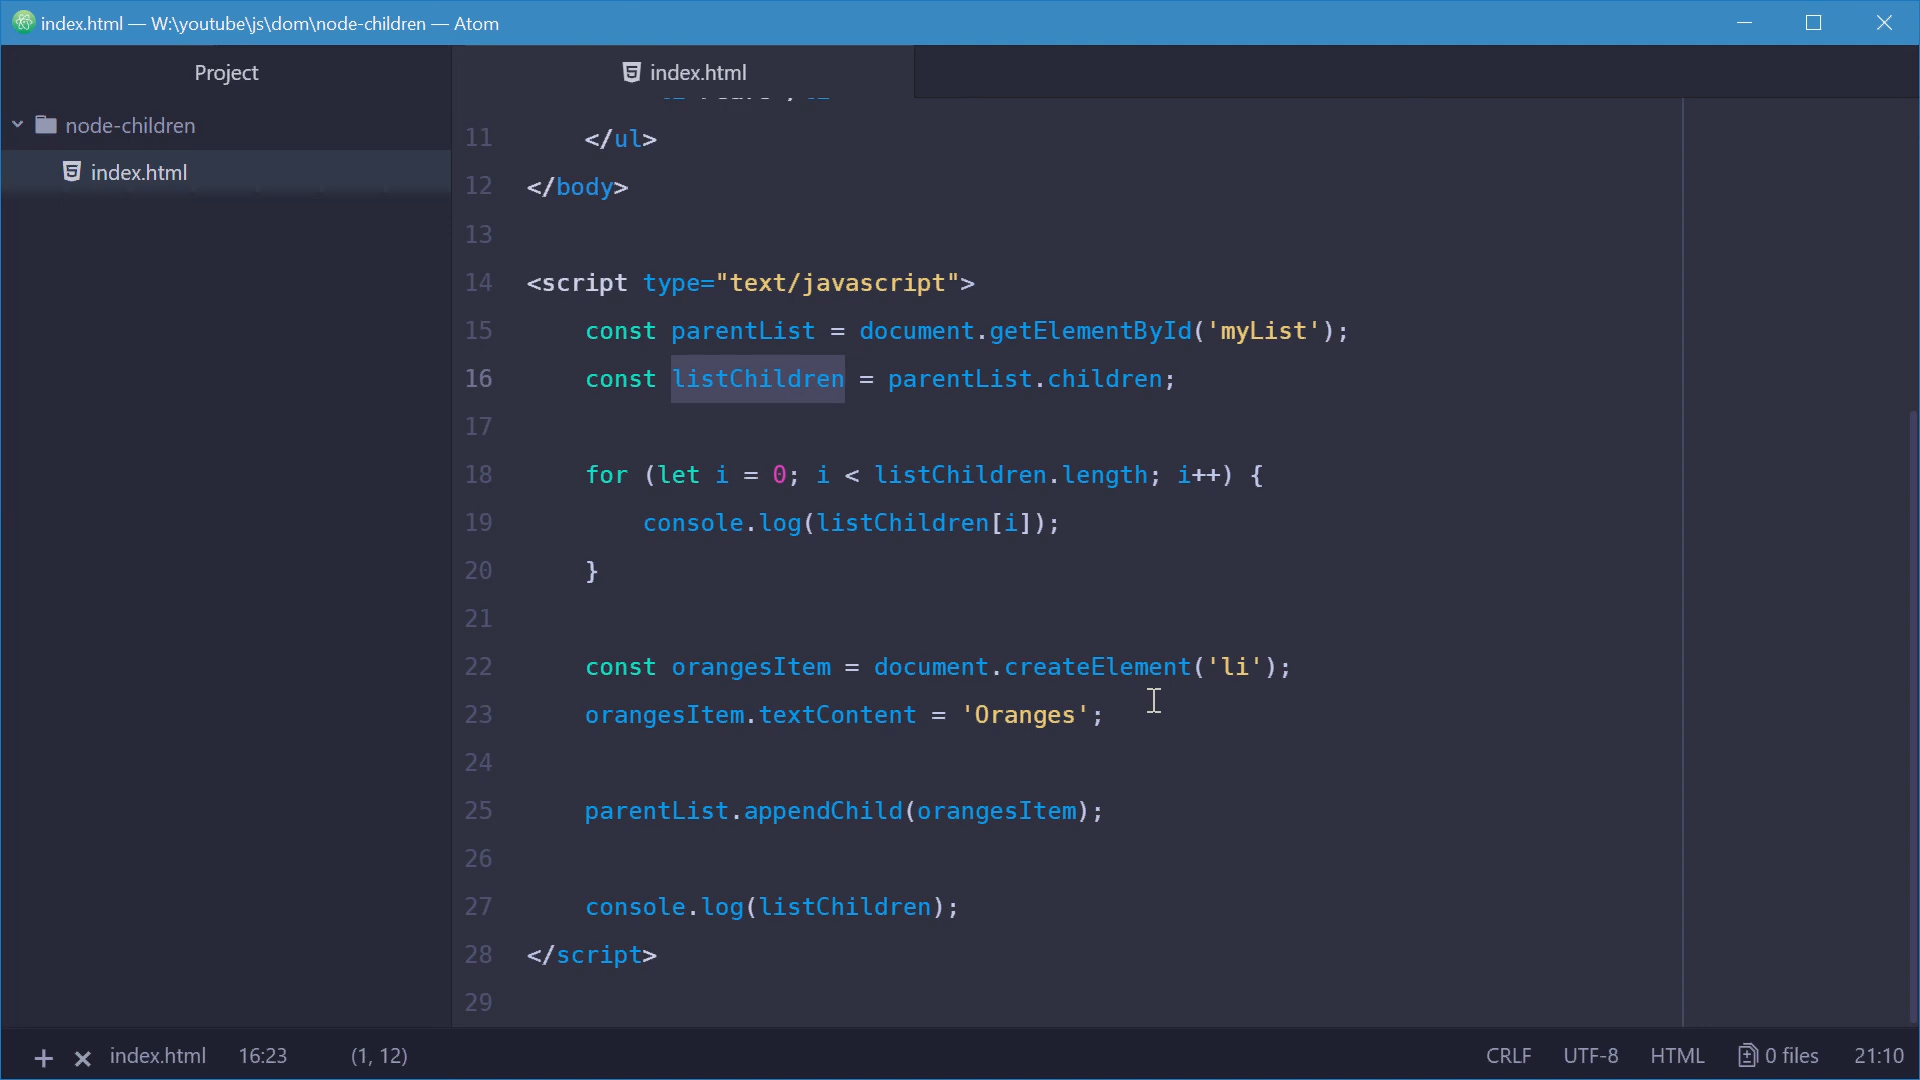 index.html — W:\youtube\js\dom\node-children — Atom
Project
index.html
node-children
index.html
11 </ul>
12 </body>
13
14 <script type="text/javascript">
15 const parentList = document.getElementById('myList');
16 const listChildren = parentList.children;
17
18 for (let i = 0; i < listChildren.length; i++) {
19 console.log(listChildren[i]);
20 }
21
22 const orangesItem = document.createElement('li');
23 orangesItem.textContent = 'Oranges';
24
25 parentList.appendChild(orangesItem);
26
27 console.log(listChildren);
28 </script>
29
index.html 16:23 (1, 12) CRLF UTF-8 HTML 0 files 21:10